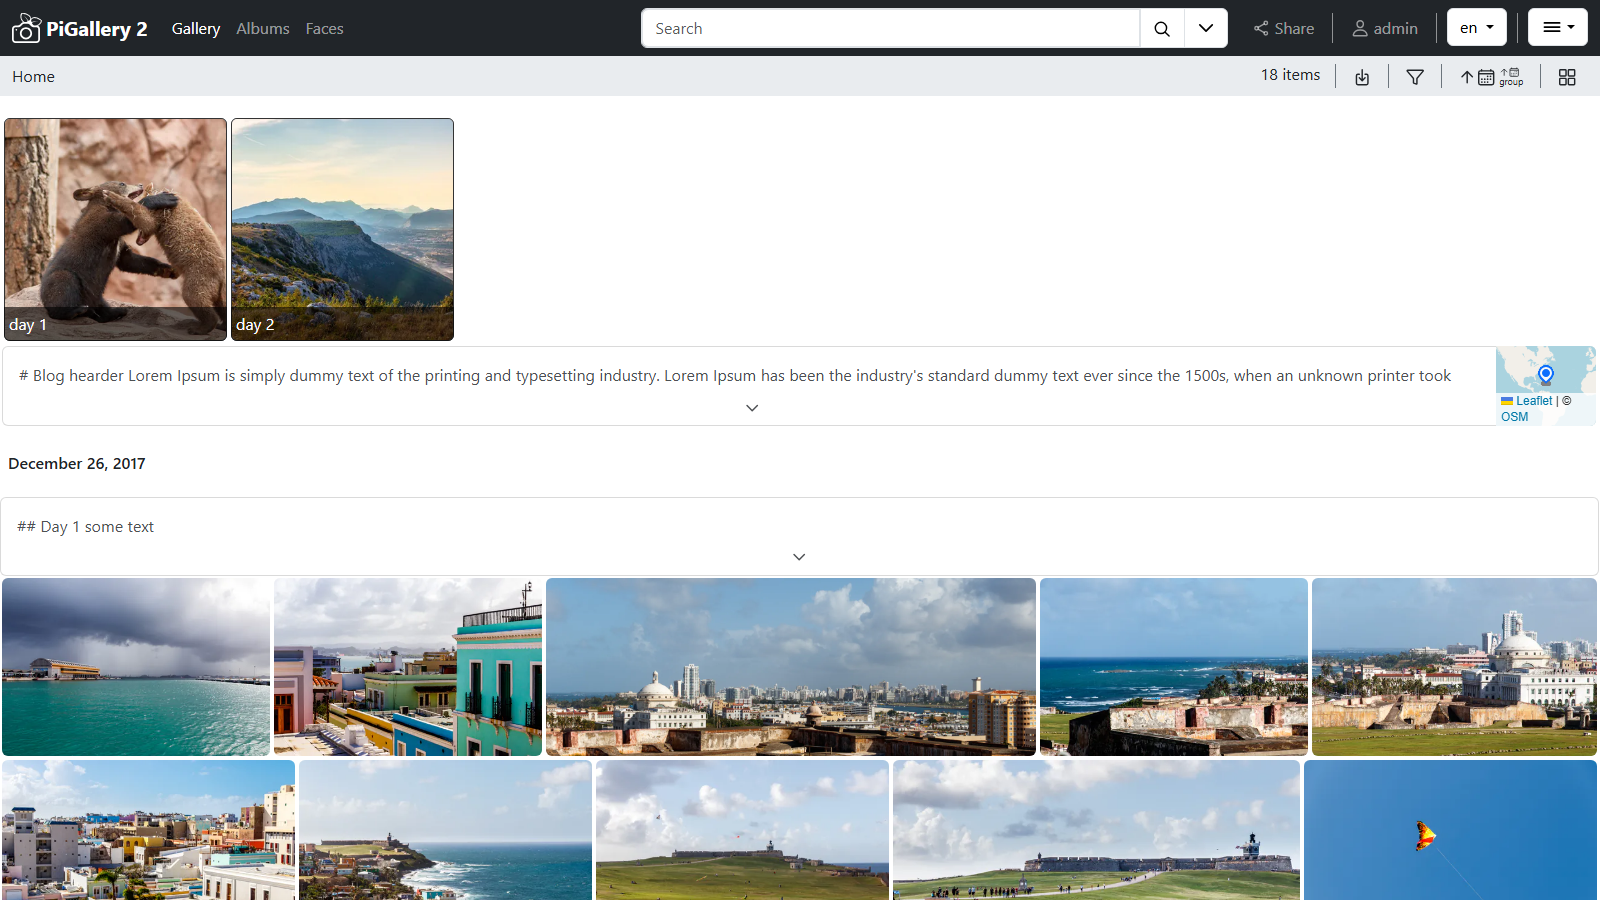 PiGallery 2
Gallery
Albums
Faces
Search
Share
admin
en
Home
18 items
group
day 1
day 2
# Blog hearder Lorem Ipsum is simply dummy text of the printing and typesetting industry. Lorem Ipsum has been the industry's standard dummy text ever since the 1500s, when an unknown printer took
Leaflet | ©
OSM
December 26, 2017
## Day 1 some text